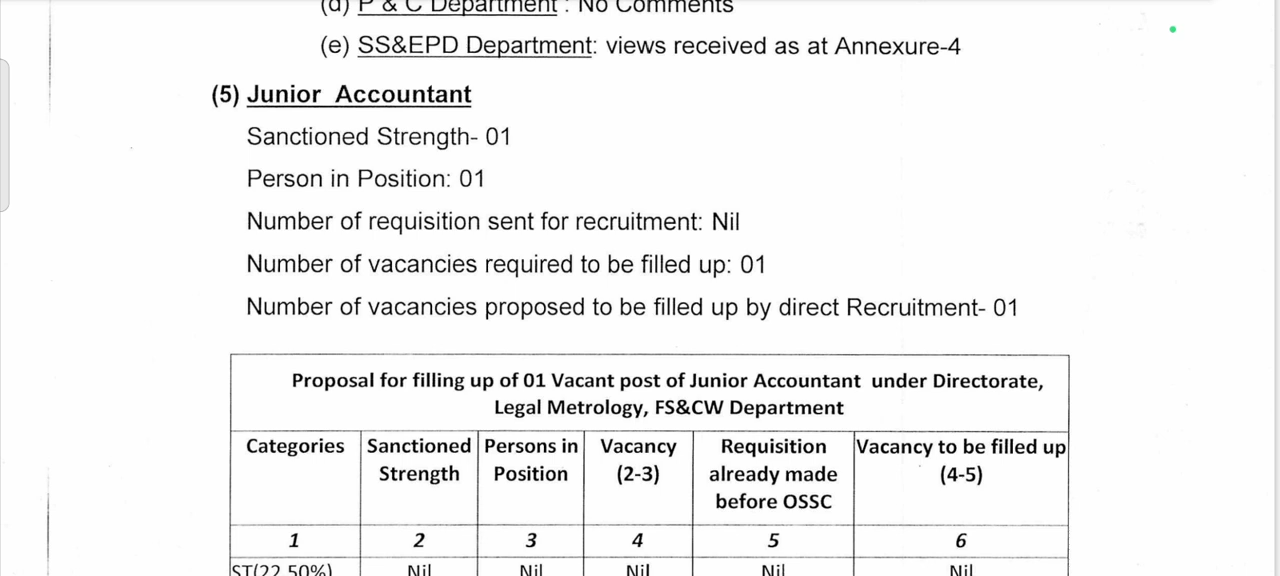 (d) P & C Department : No Comments
(e) SS&EPD Department: views received as at Annexure-4
(5) Junior Accountant
Sanctioned Strength- 01
Person in Position: 01
Number of requisition sent for recruitment: Nil
Number of vacancies required to be filled up: 01
Number of vacancies proposed to be filled up by direct Recruitment- 01
Proposal for filling up of 01 Vacant post of Junior Accountant under Directorate,
Legal Metrology, FS&CW Department
Categories Sanctioned Persons in Vacancy Requisition Vacancy to be filled up
Strength Position (2-3) already made (4-5)
before OSSC
1 2 3 4 5 6
ST(22.50%) Nil Nil Nil Nil Nil